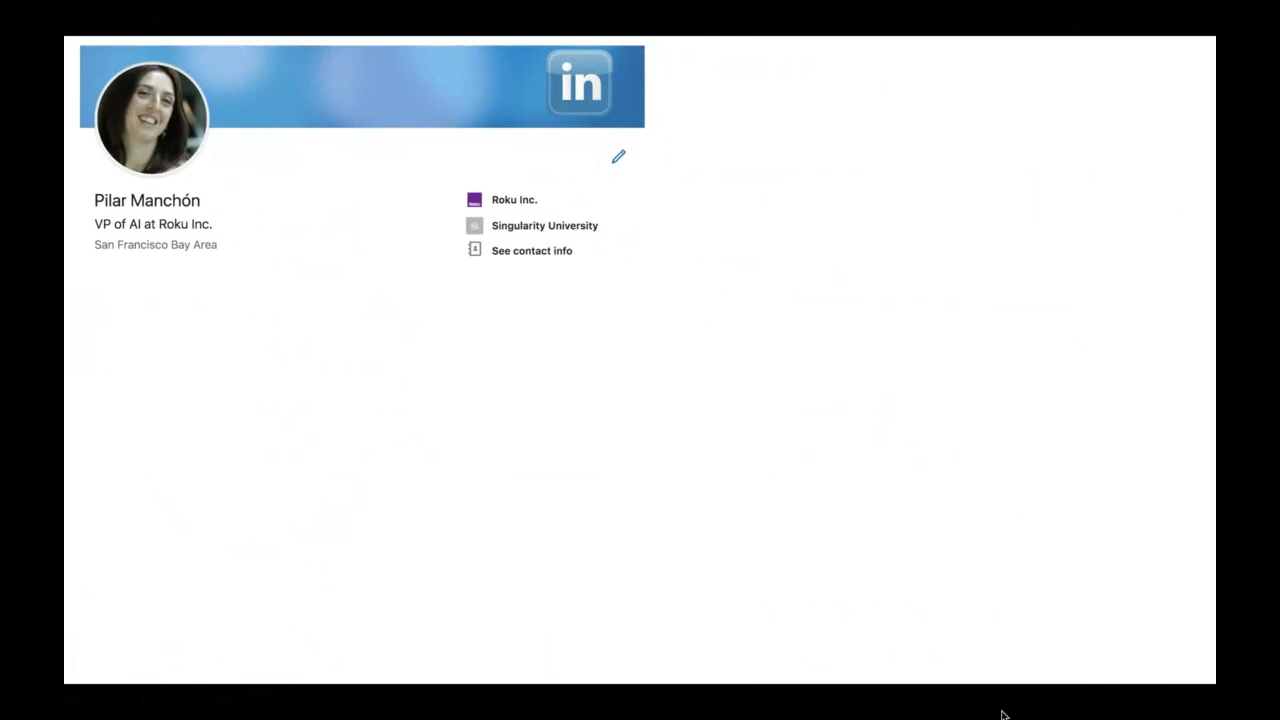 in
Pilar Manchón
VP of AI at Roku Inc.
San Francisco Bay Area
Roku Inc.
Singularity University
See contact info